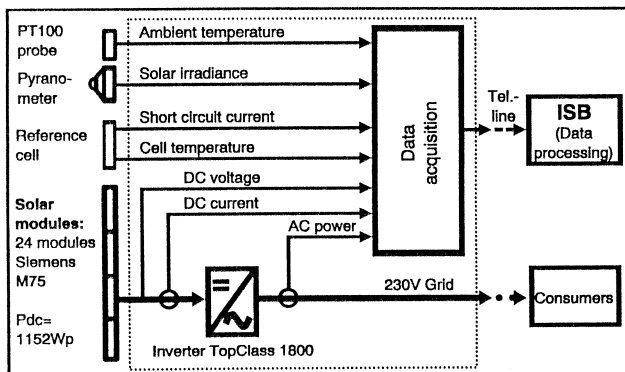 PT100
probe
Ambient temperature
Pyrano-
meter
Solar irradiance
Reference
cell
Short circuit current
Cell temperature
DC voltage
DC current
AC power
Data
acquisition
Tel.-
line
ISB
(Data
processing)
Solar
modules:
24 modules
Siemens
M75
Pdc=
1152Wp
Inverter TopClass 1800
230V Grid
Consumers